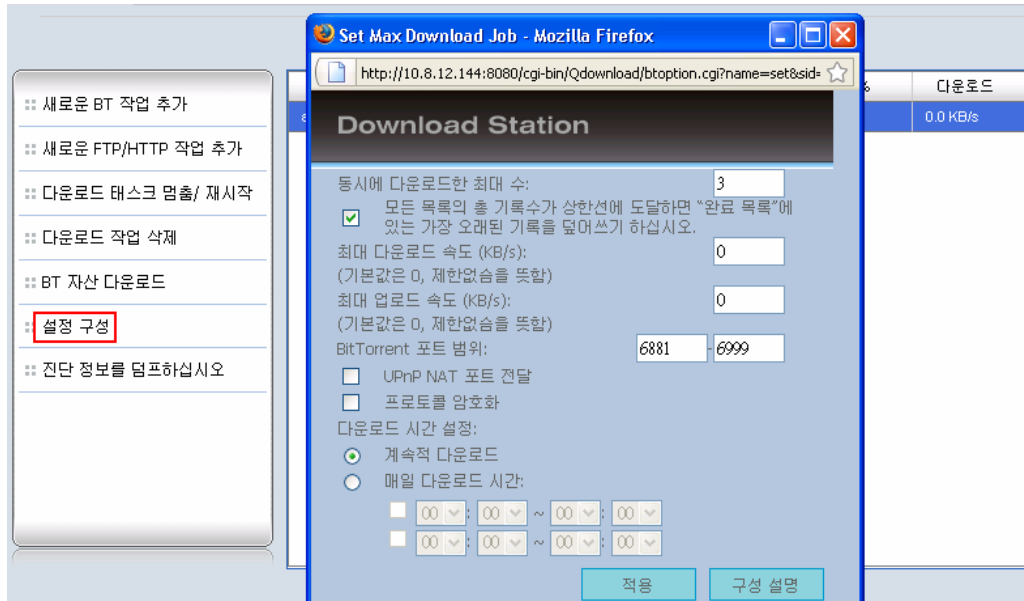 새로운 BT 작업 추가
새로운 FTP/HTTP 작업 추가
다운로드 태스크 멈춤/ 재시작
다운로드 작업 삭제
BT 자산 다운로드
설정 구성
진단 정보를 덤프하십시오
Set Max Download Job - Mozilla Firefox
http://10.8.12.144:8080/cgi-bin/Qdownload/btoption.cgi?name=set&sid=
Download Station
동시에 다운로드한 최대 수: 3
모든 목록의 총 기록수가 상한선에 도달하면 “완료 목록”에
있는 가장 오래된 기록을 덮어쓰기 하십시오.
최대 다운로드 속도 (KB/s): 0
(기본값은 0, 제한없슴을 뜻함)
최대 업로드 속도 (KB/s): 0
(기본값은 0, 제한없슴을 뜻함)
BitTorrent 포트 범위: 6881 - 6999
UPnP NAT 포트 전달
프로토콜 암호화
다운로드 시간 설정:
계속적 다운로드
매일 다운로드 시간:
00 : 00 ~ 00 : 00
00 : 00 ~ 00 : 00
적용 구성 설명
다운로드
0.0 KB/s